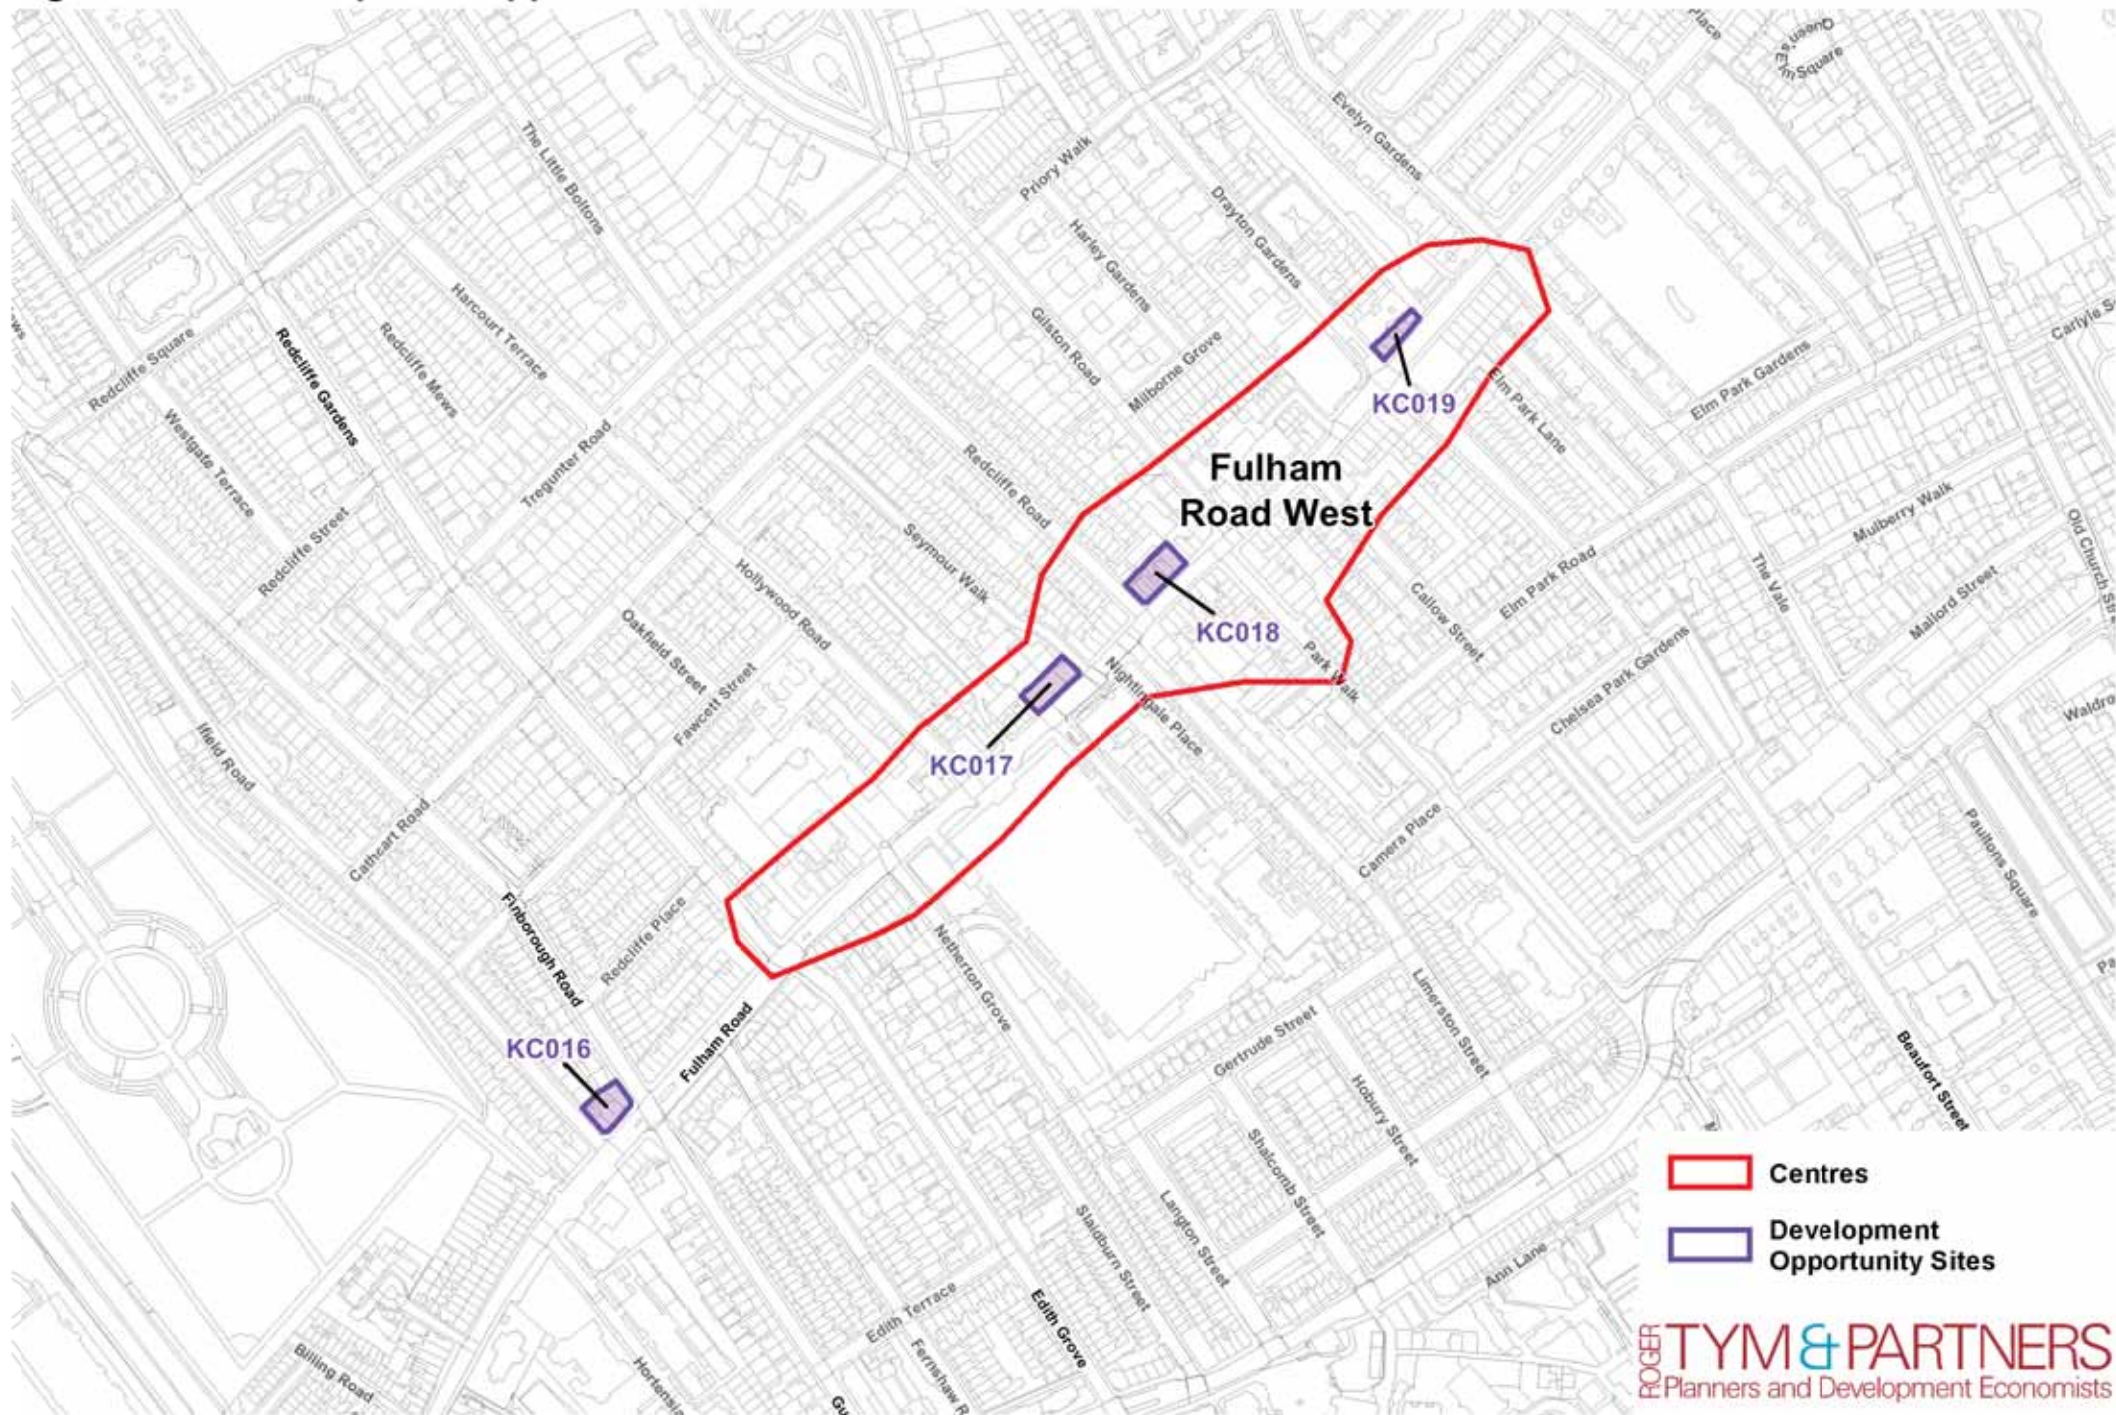 Place
Queen's
Elm Square
Evelyn Gardens
The Little Boltons
Priory Walk
Drayton Gardens
Harley Gardens
Carlyle S
Harcourt Terrace
Redcliffe Square
Redcliffe Gardens
Redcliffe Mews
Gilston Road
Milborne Grove
KC019
Elm Park Lane
Elm Park Gardens
Westgate Terrace
Tregunter Road
Redcliffe Road
Fulham
Road West
Mulberry Walk
Old Church Str
Redcliffe Street
Seymour Walk
Hollywood Road
Elm Park Road
The Vale
Mallord Street
Callow Street
KC018
Oakfield Street
Fawcett Street
Park Walk
Nightingale Place
Chelsea Park Gardens
Waldro
Ifield Road
KC017
Cathcart Road
Camera Place
Paultons Square
Finborough Road
Redcliffe Place
Netherton Grove
Pa
Limerston Street
Fulham Road
Gertrude Street
KC016
Hobury Street
Beaufort Street
Shalcomb Street
Langton Street
Slaidburn Street
Ann Lane
Edith Terrace
Edith Grove
Billing Road
Hortensia
Fernshaw R
Gu
Centres
Development
Opportunity Sites
ROGER
TYM & PARTNERS
Planners and Development Economists